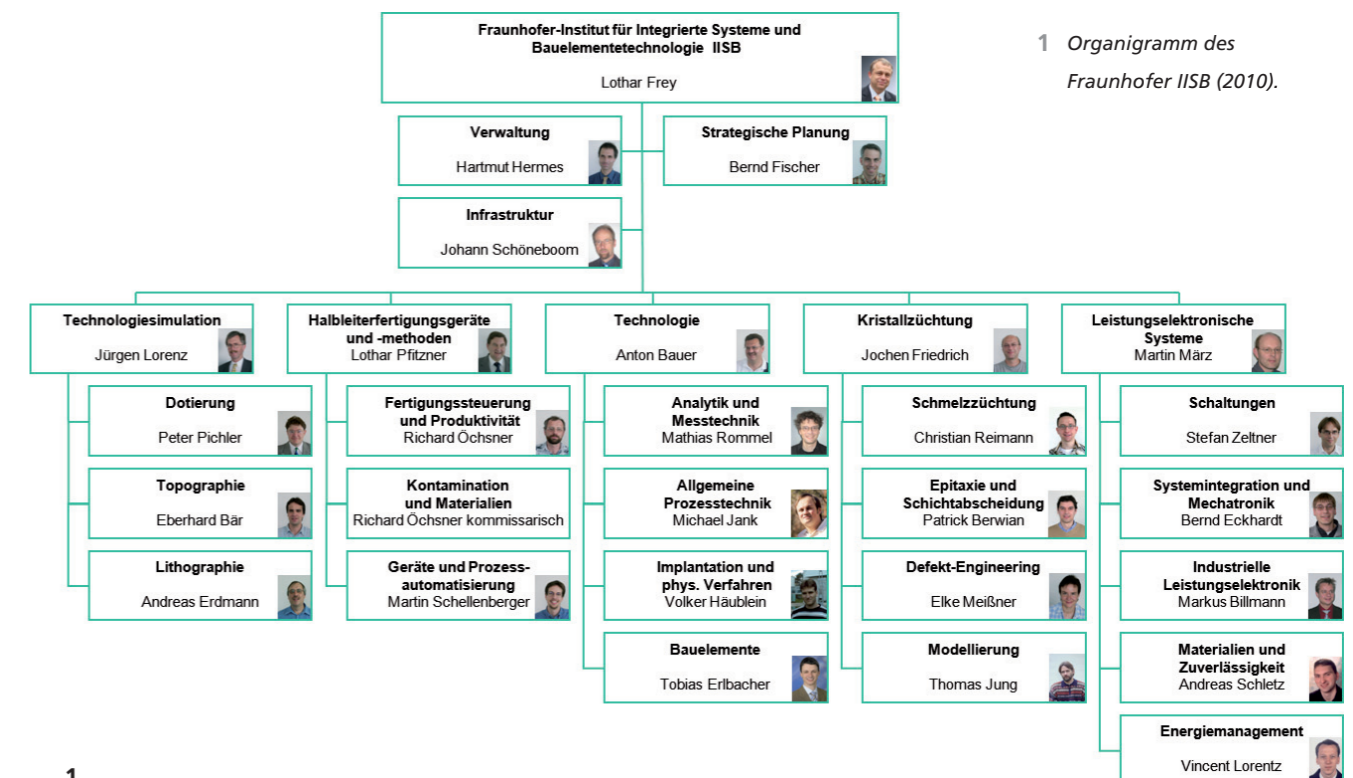 Fraunhofer-Institut für Integrierte Systeme und
Bauelementetechnologie IISB
Lothar Frey
1 Organigramm des
Fraunhofer IISB (2010).
Verwaltung
Hartmut Hermes
Strategische Planung
Bernd Fischer
Infrastruktur
Johann Schöneboom
Technologiesimulation
Jürgen Lorenz
Halbleiterfertigungsgeräte
und -methoden
Lothar Pfitzner
Technologie
Anton Bauer
Kristallzüchtung
Jochen Friedrich
Leistungselektronische
Systeme
Martin März
Dotierung
Peter Pichler
Topographie
Eberhard Bär
Lithographie
Andreas Erdmann
Fertigungssteuerung
und Produktivität
Richard Öchsner
Kontamination
und Materialien
Richard Öchsner kommissarisch
Geräte und Prozess-
automatisierung
Martin Schellenberger
Analytik und
Messtechnik
Mathias Rommel
Allgemeine
Prozesstechnik
Michael Jank
Implantation und
phys. Verfahren
Volker Häublein
Bauelemente
Tobias Erlbacher
Schmelzzüchtung
Christian Reimann
Epitaxie und
Schichtabscheidung
Patrick Berwian
Defekt-Engineering
Elke Meißner
Modellierung
Thomas Jung
Schaltungen
Stefan Zeltner
Systemintegration und
Mechatronik
Bernd Eckhardt
Industrielle
Leistungselektronik
Markus Billmann
Materialien und
Zuverlässigkeit
Andreas Schletz
Energiemanagement
Vincent Lorentz
1